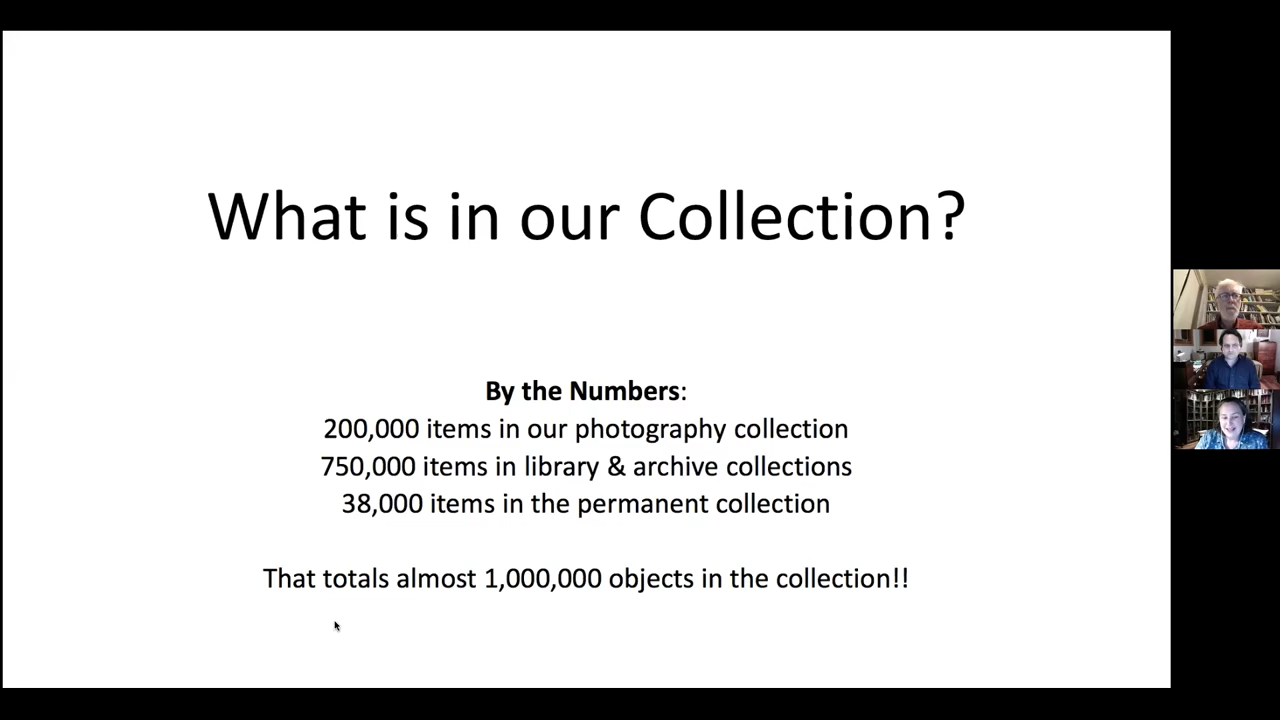 What is in our Collection?
By the Numbers:
200,000 items in our photography collection
750,000 items in library & archive collections
38,000 items in the permanent collection
That totals almost 1,000,000 objects in the collection!!